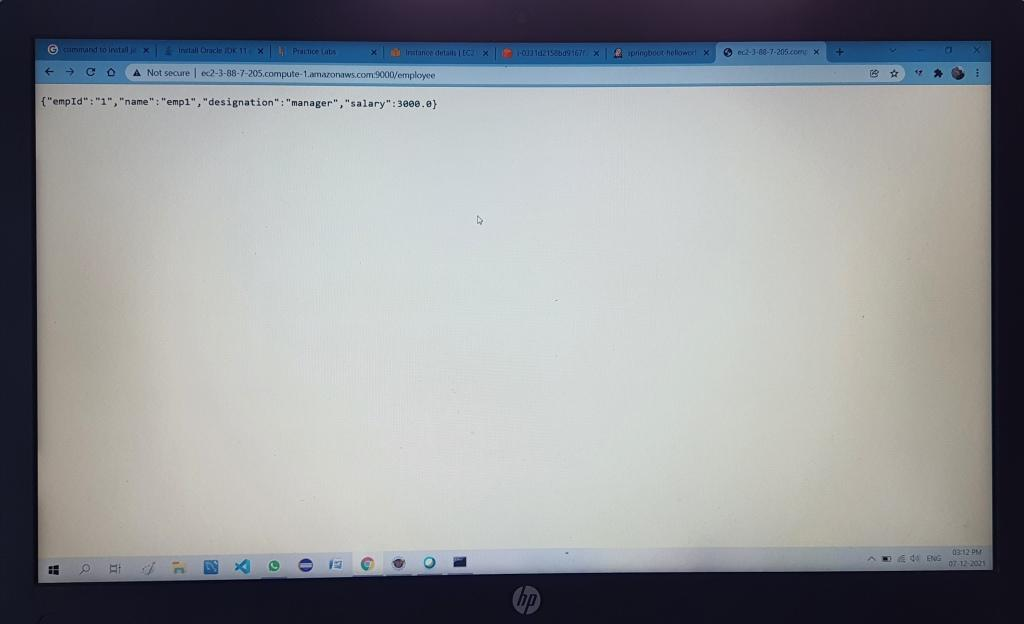 command to install je
Install Oracle JDK 11
Practice Labs
Instance details | EC2
i-0331d2158bd9167f
springboot-hellowor
ec2-3-88-7-205.comp
Not secure | ec2-3-88-7-205.compute-1.amazonaws.com:9000/employee
{"empId":"1","name":"emp1","designation":"manager","salary":3000.0}
ENG
03:12 PM
07-12-2021
hp